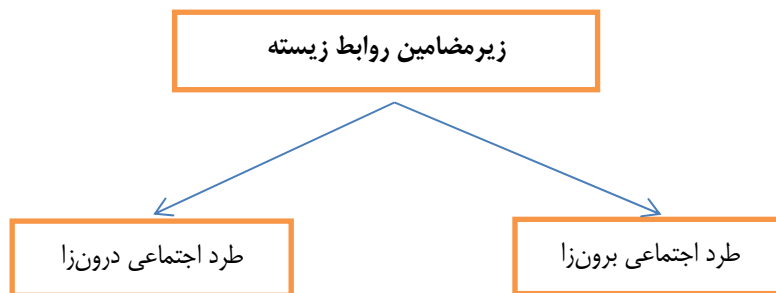 زیرمضامین روابط زیسته
طرد اجتماعی برون‌زا
طرد اجتماعی درون‌زا